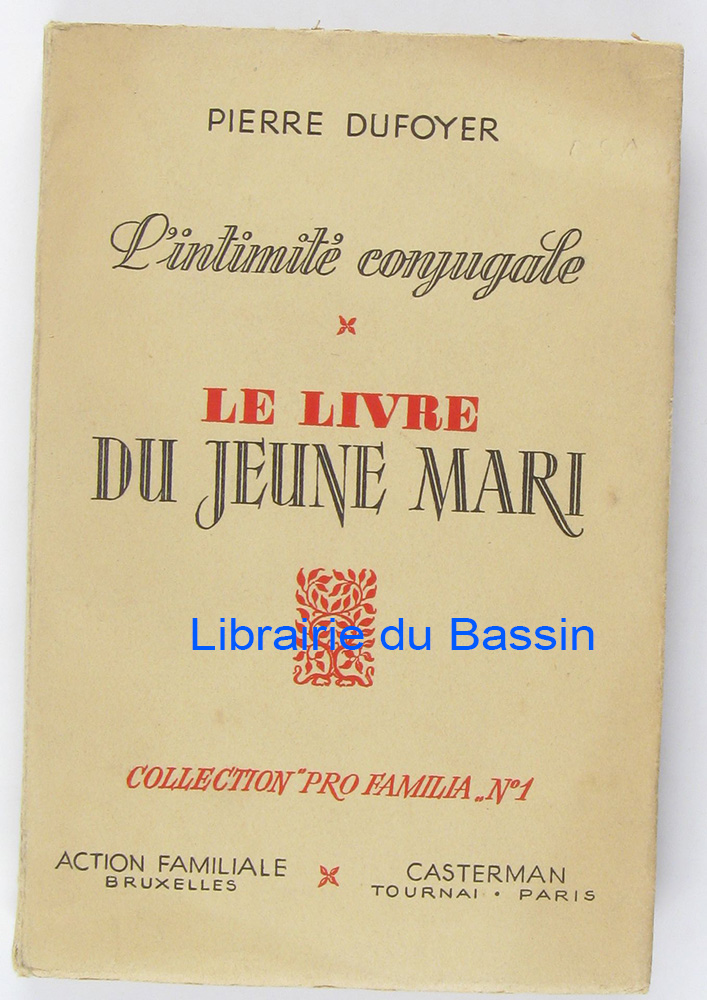 PIERRE DUFOYER
L'intimité conjugale
LE LIVRE
DU JEUNE MARI
Librairie du Bassin
COLLECTION "PRO FAMILIA„ N° 1
ACTION FAMILIALE
BRUXELLES
CASTERMAN
TOURNAI • PARIS